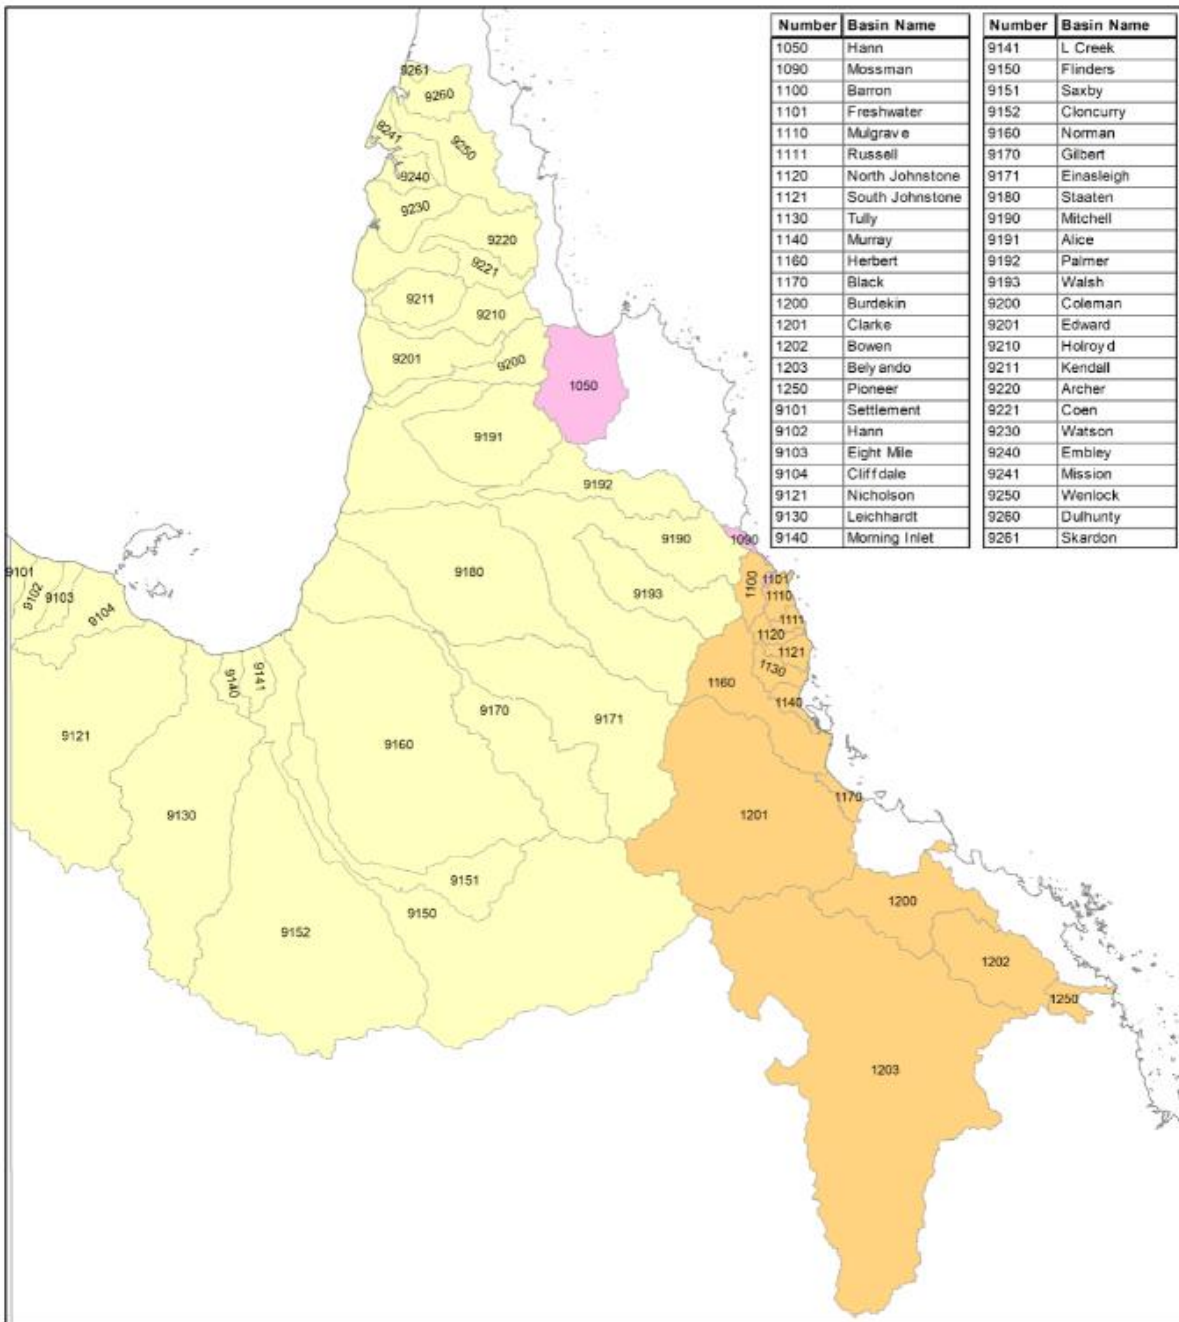 Number Basin Name Number Basin Name
1050 Hann 9141 L Creek
1090 Mossman 9150 Flinders
1100 Barron 9151 Saxby
1101 Freshwater 9152 Cloncurry
1110 Mulgrave 9160 Norman
1111 Russell 9170 Gilbert
1120 North Johnstone 9171 Einasleigh
1121 South Johnstone 9180 Staaten
1130 Tully 9190 Mitchell
1140 Murray 9191 Alice
1160 Herbert 9192 Palmer
1170 Black 9193 Walsh
1200 Burdekin 9200 Coleman
1201 Clarke 9201 Edward
1202 Bowen 9210 Holroyd
1203 Belyando 9211 Kendall
1250 Pioneer 9220 Archer
9101 Settlement 9221 Coen
9102 Hann 9230 Watson
9103 Eight Mile 9240 Embley
9104 Cliffdale 9241 Mission
9121 Nicholson 9250 Wenlock
9130 Leichhardt 9260 Dulhunty
9140 Morning Inlet 9261 Skardon
9261
9260
9241
9250
9240
9230
9220
9221
9211
9210
9201
9200
1050
9191
9192
9190
1090
9101
9102
9103
9104
9180
9193
1100
1101
1110
1111
1120
1121
1130
1160
1140
9140
9141
9170
9171
9121
9160
9130
1170
1201
9151
9150
9152
1200
1202
1250
1203